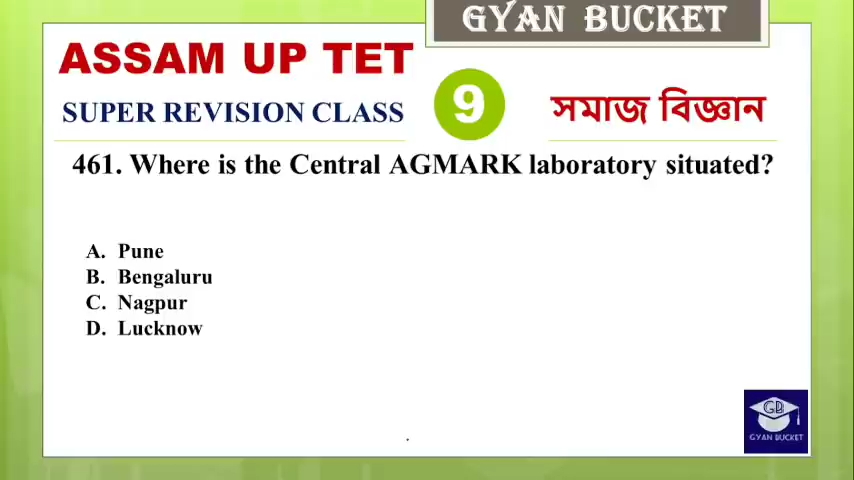 GYAN BUCKET
ASSAM UP TET
SUPER REVISION CLASS
9
সমাজ বিজ্ঞান
461. Where is the Central AGMARK laboratory situated?
A. Pune
B. Bengaluru
C. Nagpur
D. Lucknow
GB
GYAN BUCKET